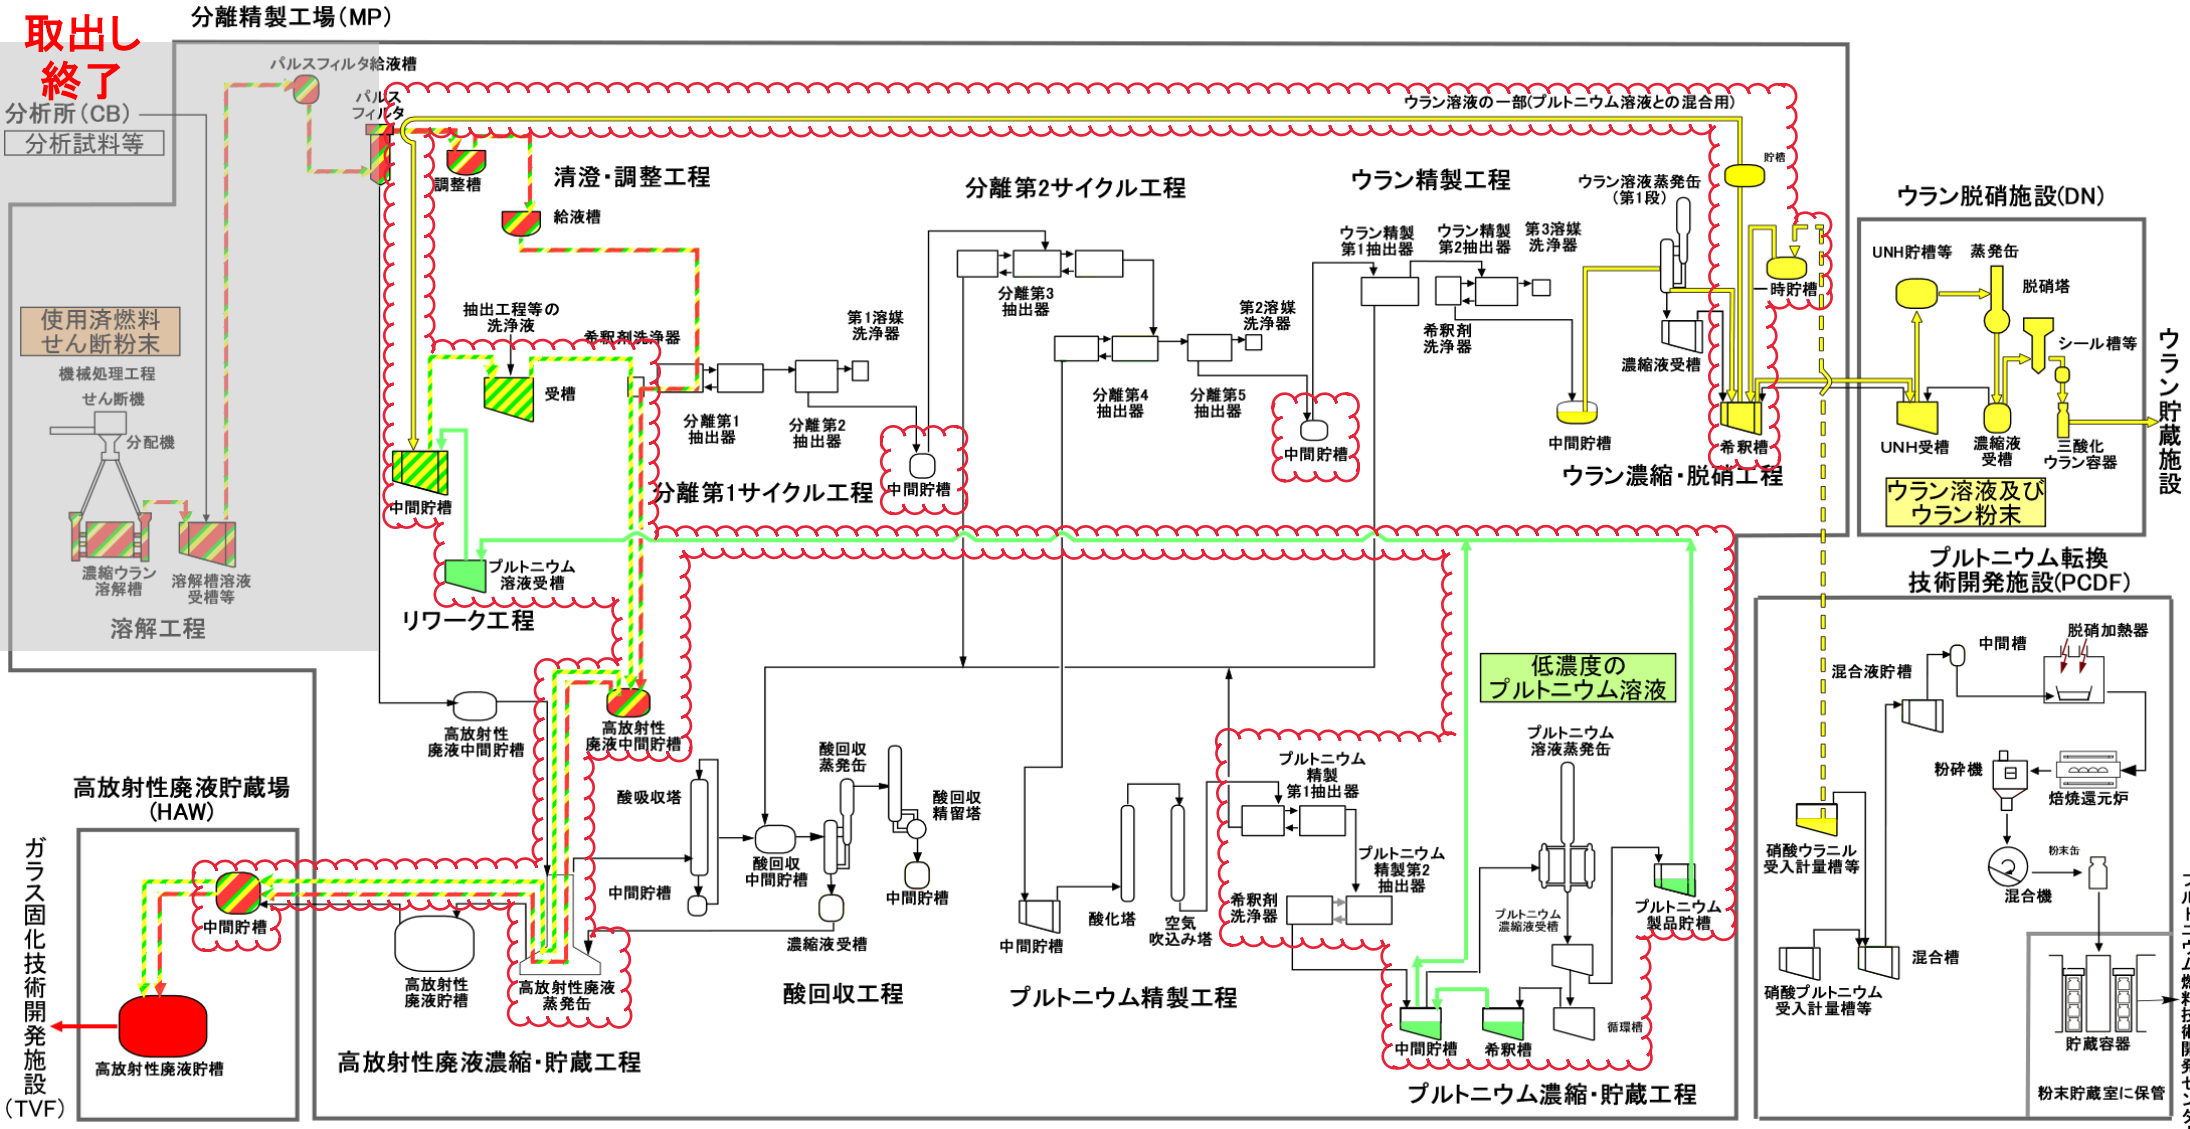 分離精製工場(MP)
取出し
終了
パルスフィルタ給液槽
パルス
フィルタ
分析所(CB)
分析試料等
使用済燃料
せん断粉末
機械処理工程
せん断機
分配機
濃縮ウラン
溶解槽
溶解槽溶液
受槽等
溶解工程
調整槽
清澄・調整工程
給液槽
抽出工程等の
洗浄液
希釈剤洗浄器
受槽
中間貯槽
プルトニウム
溶液受槽
リワーク工程
分離第1
抽出器
分離第2
抽出器
第1溶媒
洗浄器
分離第1サイクル工程
中間貯槽
分離第2サイクル工程
分離第3
抽出器
分離第4
抽出器
分離第5
抽出器
第2溶媒
洗浄器
中間貯槽
ウラン溶液の一部(プルトニウム溶液との混合用)
ウラン精製工程
ウラン精製
第1抽出器
ウラン精製
第2抽出器
第3溶媒
洗浄器
希釈剤
洗浄器
中間貯槽
ウラン溶液蒸発缶
(第1段)
濃縮液受槽
貯槽
一時貯槽
希釈槽
ウラン濃縮・脱硝工程
ウラン脱硝施設(DN)
UNH貯槽等
蒸発缶
脱硝塔
シール槽等
UNH受槽
濃縮液
受槽
三酸化
ウラン容器
ウラン溶液及び
ウラン粉末
ウラン貯蔵施設
プルトニウム転換
技術開発施設(PCDF)
脱硝加熱器
中間槽
混合液貯槽
粉砕機
焙焼還元炉
硝酸ウラニル
受入計量槽等
粉末缶
混合機
混合槽
硝酸プルトニウム
受入計量槽等
貯蔵容器
粉末貯蔵室に保管
プルトニウム燃料技術開発センター
高放射性
廃液中間貯槽
高放射性
廃液中間貯槽
高放射性廃液貯蔵場
(HAW)
ガラス固化技術開発施設
(TVF)
中間貯槽
高放射性廃液貯槽
高放射性
廃液貯槽
高放射性廃液
蒸発缶
高放射性廃液濃縮・貯蔵工程
酸吸収塔
中間貯槽
酸回収
中間貯槽
酸回収
蒸発缶
酸回収
精留塔
中間貯槽
濃縮液受槽
酸回収工程
中間貯槽
酸化塔
空気
吹込み塔
プルトニウム精製工程
プルトニウム
精製
第1抽出器
プルトニウム
精製第2
抽出器
希釈剤
洗浄器
低濃度の
プルトニウム溶液
プルトニウム
溶液蒸発缶
プルトニウム
濃縮液受槽
プルトニウム
製品貯槽
中間貯槽
希釈槽
循環槽
プルトニウム濃縮・貯蔵工程